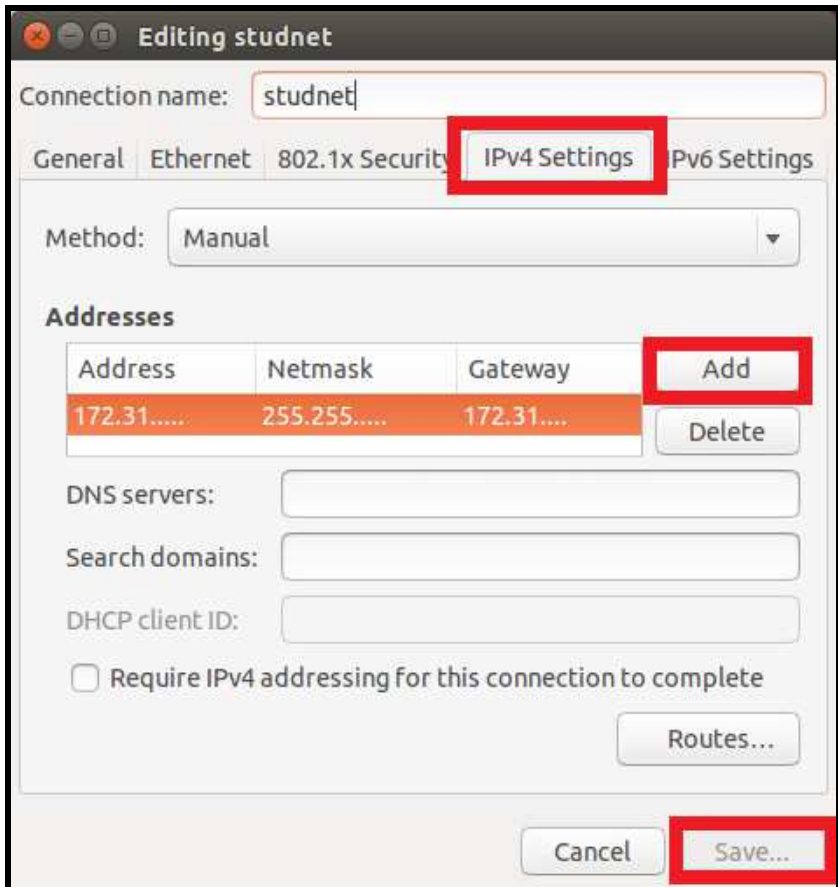 Editing studnet
Connection name: studnet
General Ethernet 802.1x Security IPv4 Settings IPv6 Settings
Method: Manual
Addresses
Address Netmask Gateway Add
172.31..... 255.255..... 172.31....
Delete
DNS servers:
Search domains:
DHCP client ID:
Require IPv4 addressing for this connection to complete
Routes...
Cancel Save...